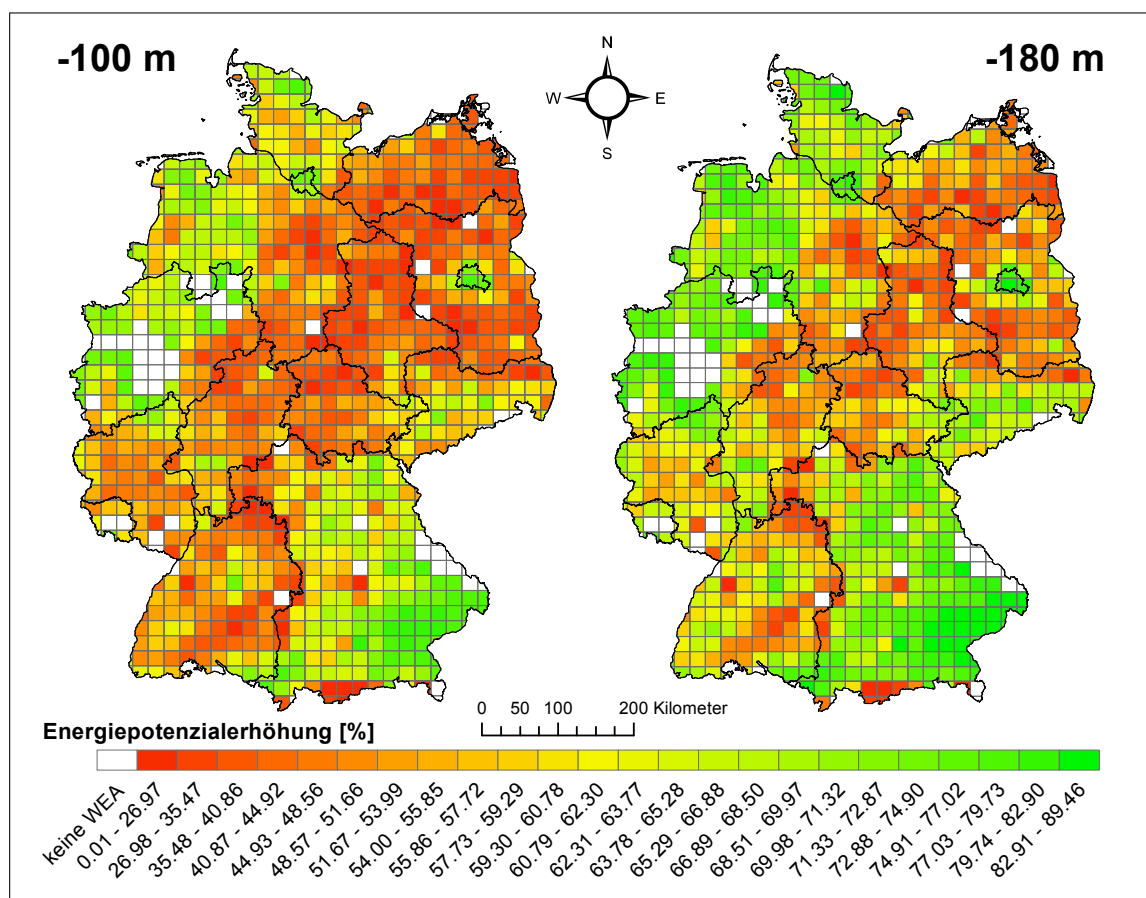 -100 m
-180 m
N
W
E
S
0 50 100 200 Kilometer
Energiepotenzialerhöhung [%]
keine WEA
0.01 - 26.97
26.98 - 35.47
35.48 - 40.86
40.87 - 44.92
44.93 - 48.56
48.57 - 51.66
51.67 - 53.99
54.00 - 55.85
55.86 - 57.72
57.73 - 59.29
59.30 - 60.78
60.79 - 62.30
62.31 - 63.77
63.78 - 65.28
65.29 - 66.88
66.89 - 68.50
68.51 - 69.97
69.98 - 71.32
71.33 - 72.87
72.88 - 74.90
74.91 - 77.02
77.03 - 79.73
79.74 - 82.90
82.91 - 89.46